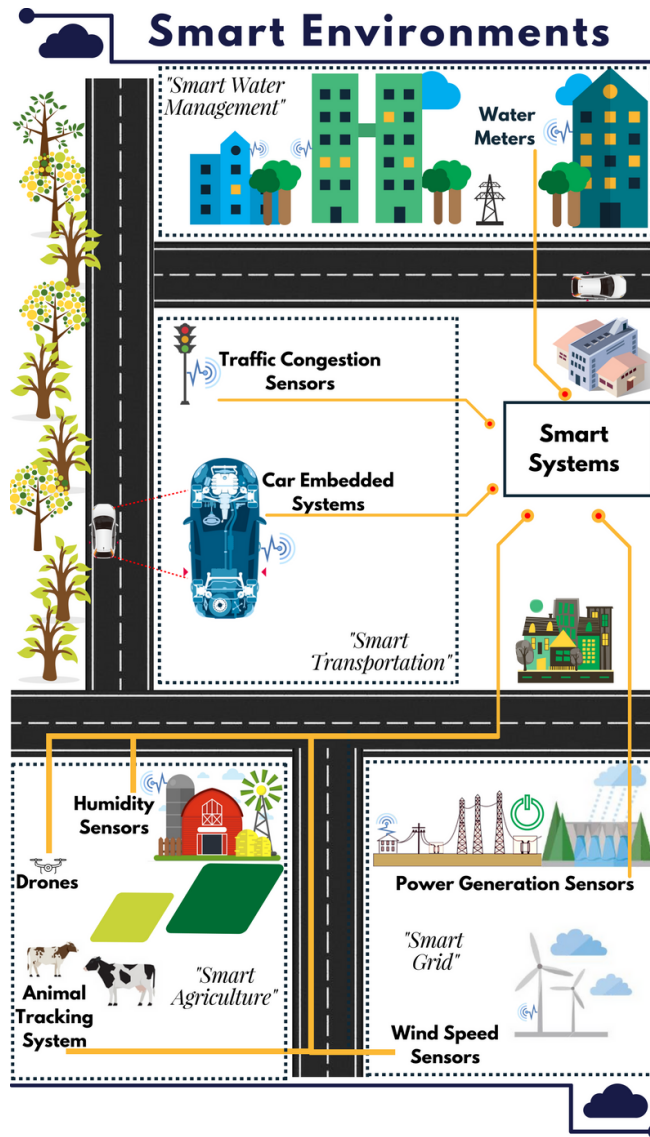 Smart Environments
"Smart Water
Management"
Water
Meters
Traffic Congestion
Sensors
Smart
Systems
Car Embedded
Systems
"Smart
Transportation"
Humidity
Sensors
Drones
Power Generation Sensors
"Smart
Grid"
"Smart
Agriculture"
Animal
Tracking
System
Wind Speed
Sensors